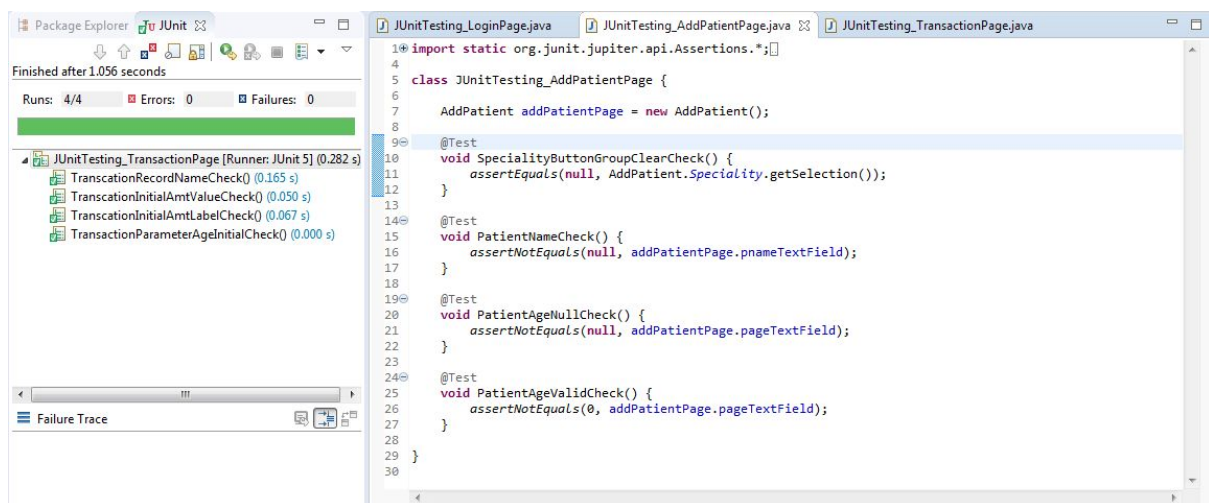 Package Explorer JUnit
Finished after 1.056 seconds
Runs: 4/4 Errors: 0 Failures: 0
JUnitTesting_TransactionPage [Runner: JUnit 5] (0.282 s)
TranscationRecordNameCheck() (0.165 s)
TranscationInitialAmtValueCheck() (0.050 s)
TranscationInitialAmtLabelCheck() (0.067 s)
TransactionParameterAgeInitialCheck() (0.000 s)
Failure Trace
JUnitTesting_LoginPage.java JUnitTesting_AddPatientPage.java JUnitTesting_TransactionPage.java
1 import static org.junit.jupiter.api.Assertions.*;
4
5 class JUnitTesting_AddPatientPage {
6
7 AddPatient addPatientPage = new AddPatient();
8
9 @Test
10 void SpecialityButtonGroupClearCheck() {
11 assertEquals(null, AddPatient.Speciality.getSelection());
12 }
13
14 @Test
15 void PatientNameCheck() {
16 assertNotEquals(null, addPatientPage.pnameTextField);
17 }
18
19 @Test
20 void PatientAgeNullCheck() {
21 assertNotEquals(null, addPatientPage.pageTextField);
22 }
23
24 @Test
25 void PatientAgeValidCheck() {
26 assertNotEquals(0, addPatientPage.pageTextField);
27 }
28
29 }
30